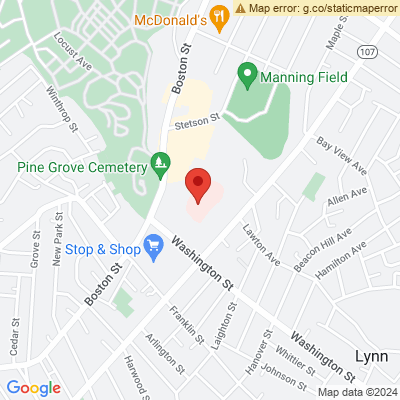 Map error: g.co/staticmaperror
McDonald's
Maple S
Locust Ave
Boston St
107
Manning Field
Winthrop St
Stetson St
Bay View Ave
Pine Grove Cemetery
Allen Ave
New Park St
Grove St
Lawton Ave
Beacon Hill Ave
Stop & Shop
Washington St
Hamilton Ave
Boston St
Franklin St
Laighton St
Cedar St
Arlington St
Hanover St
Washington St
Whittier St
Lynn
Harwood S
Johnson St
Google
Map data ©2024